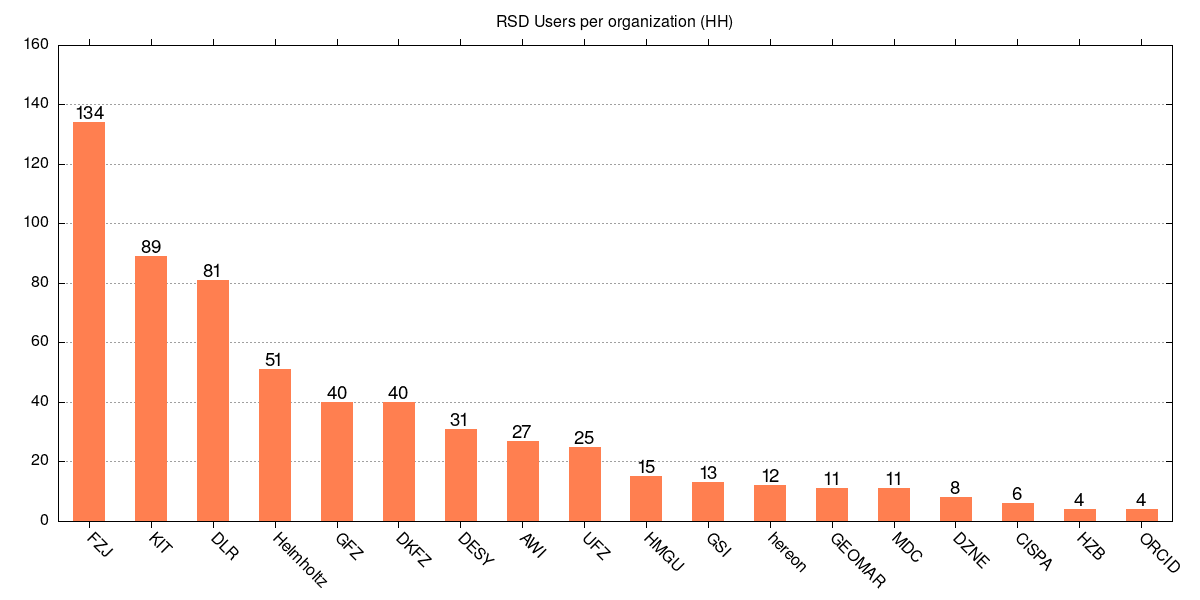 RSD Users per organization (HH)
160
140
120
100
80
60
40
20
0
134
89
81
51
40
40
31
27
25
15
13
12
11
11
8
6
4
4
FZJ
KIT
DLR
Helmholtz
GFZ
DKFZ
DESY
AWI
UFZ
HMGU
GSI
hereon
GEOMAR
MDC
DZNE
CISPA
HZB
ORCID